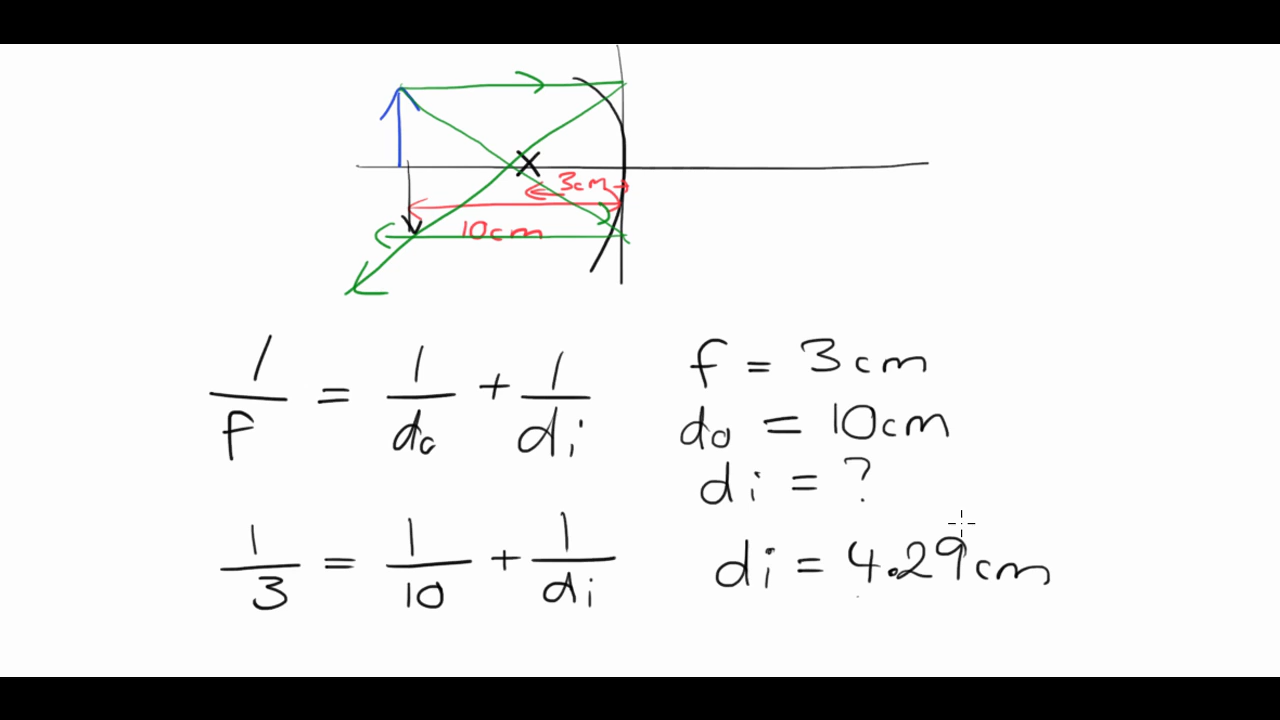 3cm
10cm
1/f = 1/do + 1/di
f = 3cm
do = 10cm
di = ?
1/3 = 1/10 + 1/di
di = 4.29cm